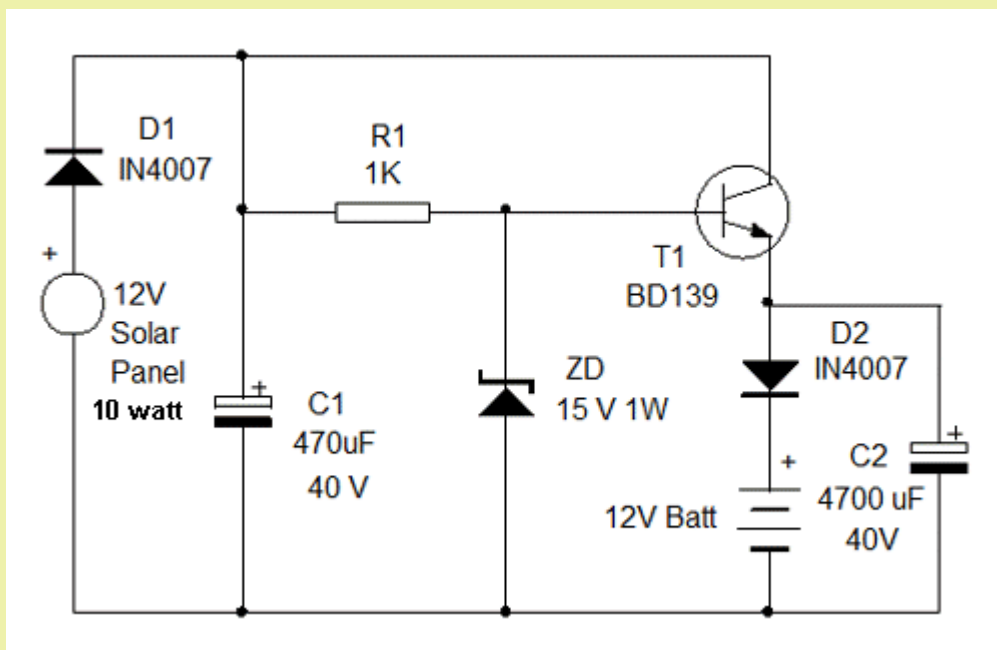 D1
IN4007
R1
1K
+
12V
Solar
Panel
10 watt
+
C1
470uF
40 V
ZD
15 V 1W
T1
BD139
D2
IN4007
+
12V Batt
+
C2
4700 uF
40V